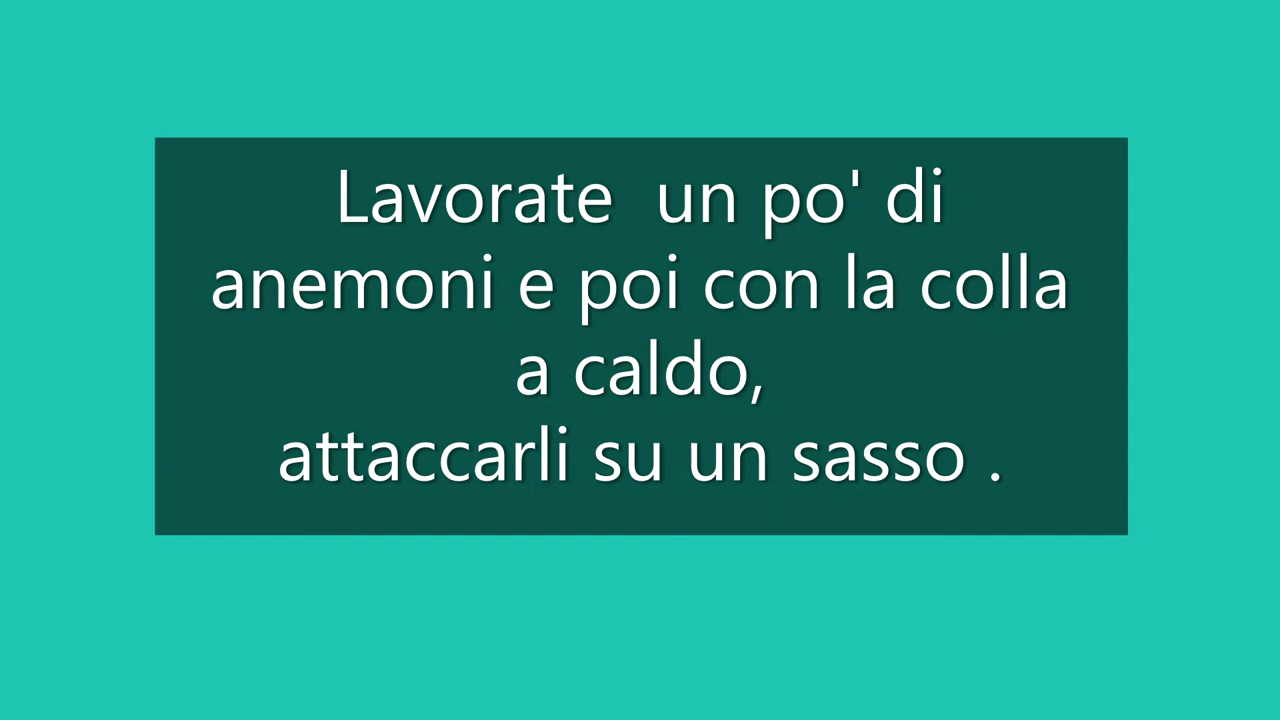 Lavorate  un po' di
anemoni e poi con la colla
a caldo,
attaccarli su un sasso .